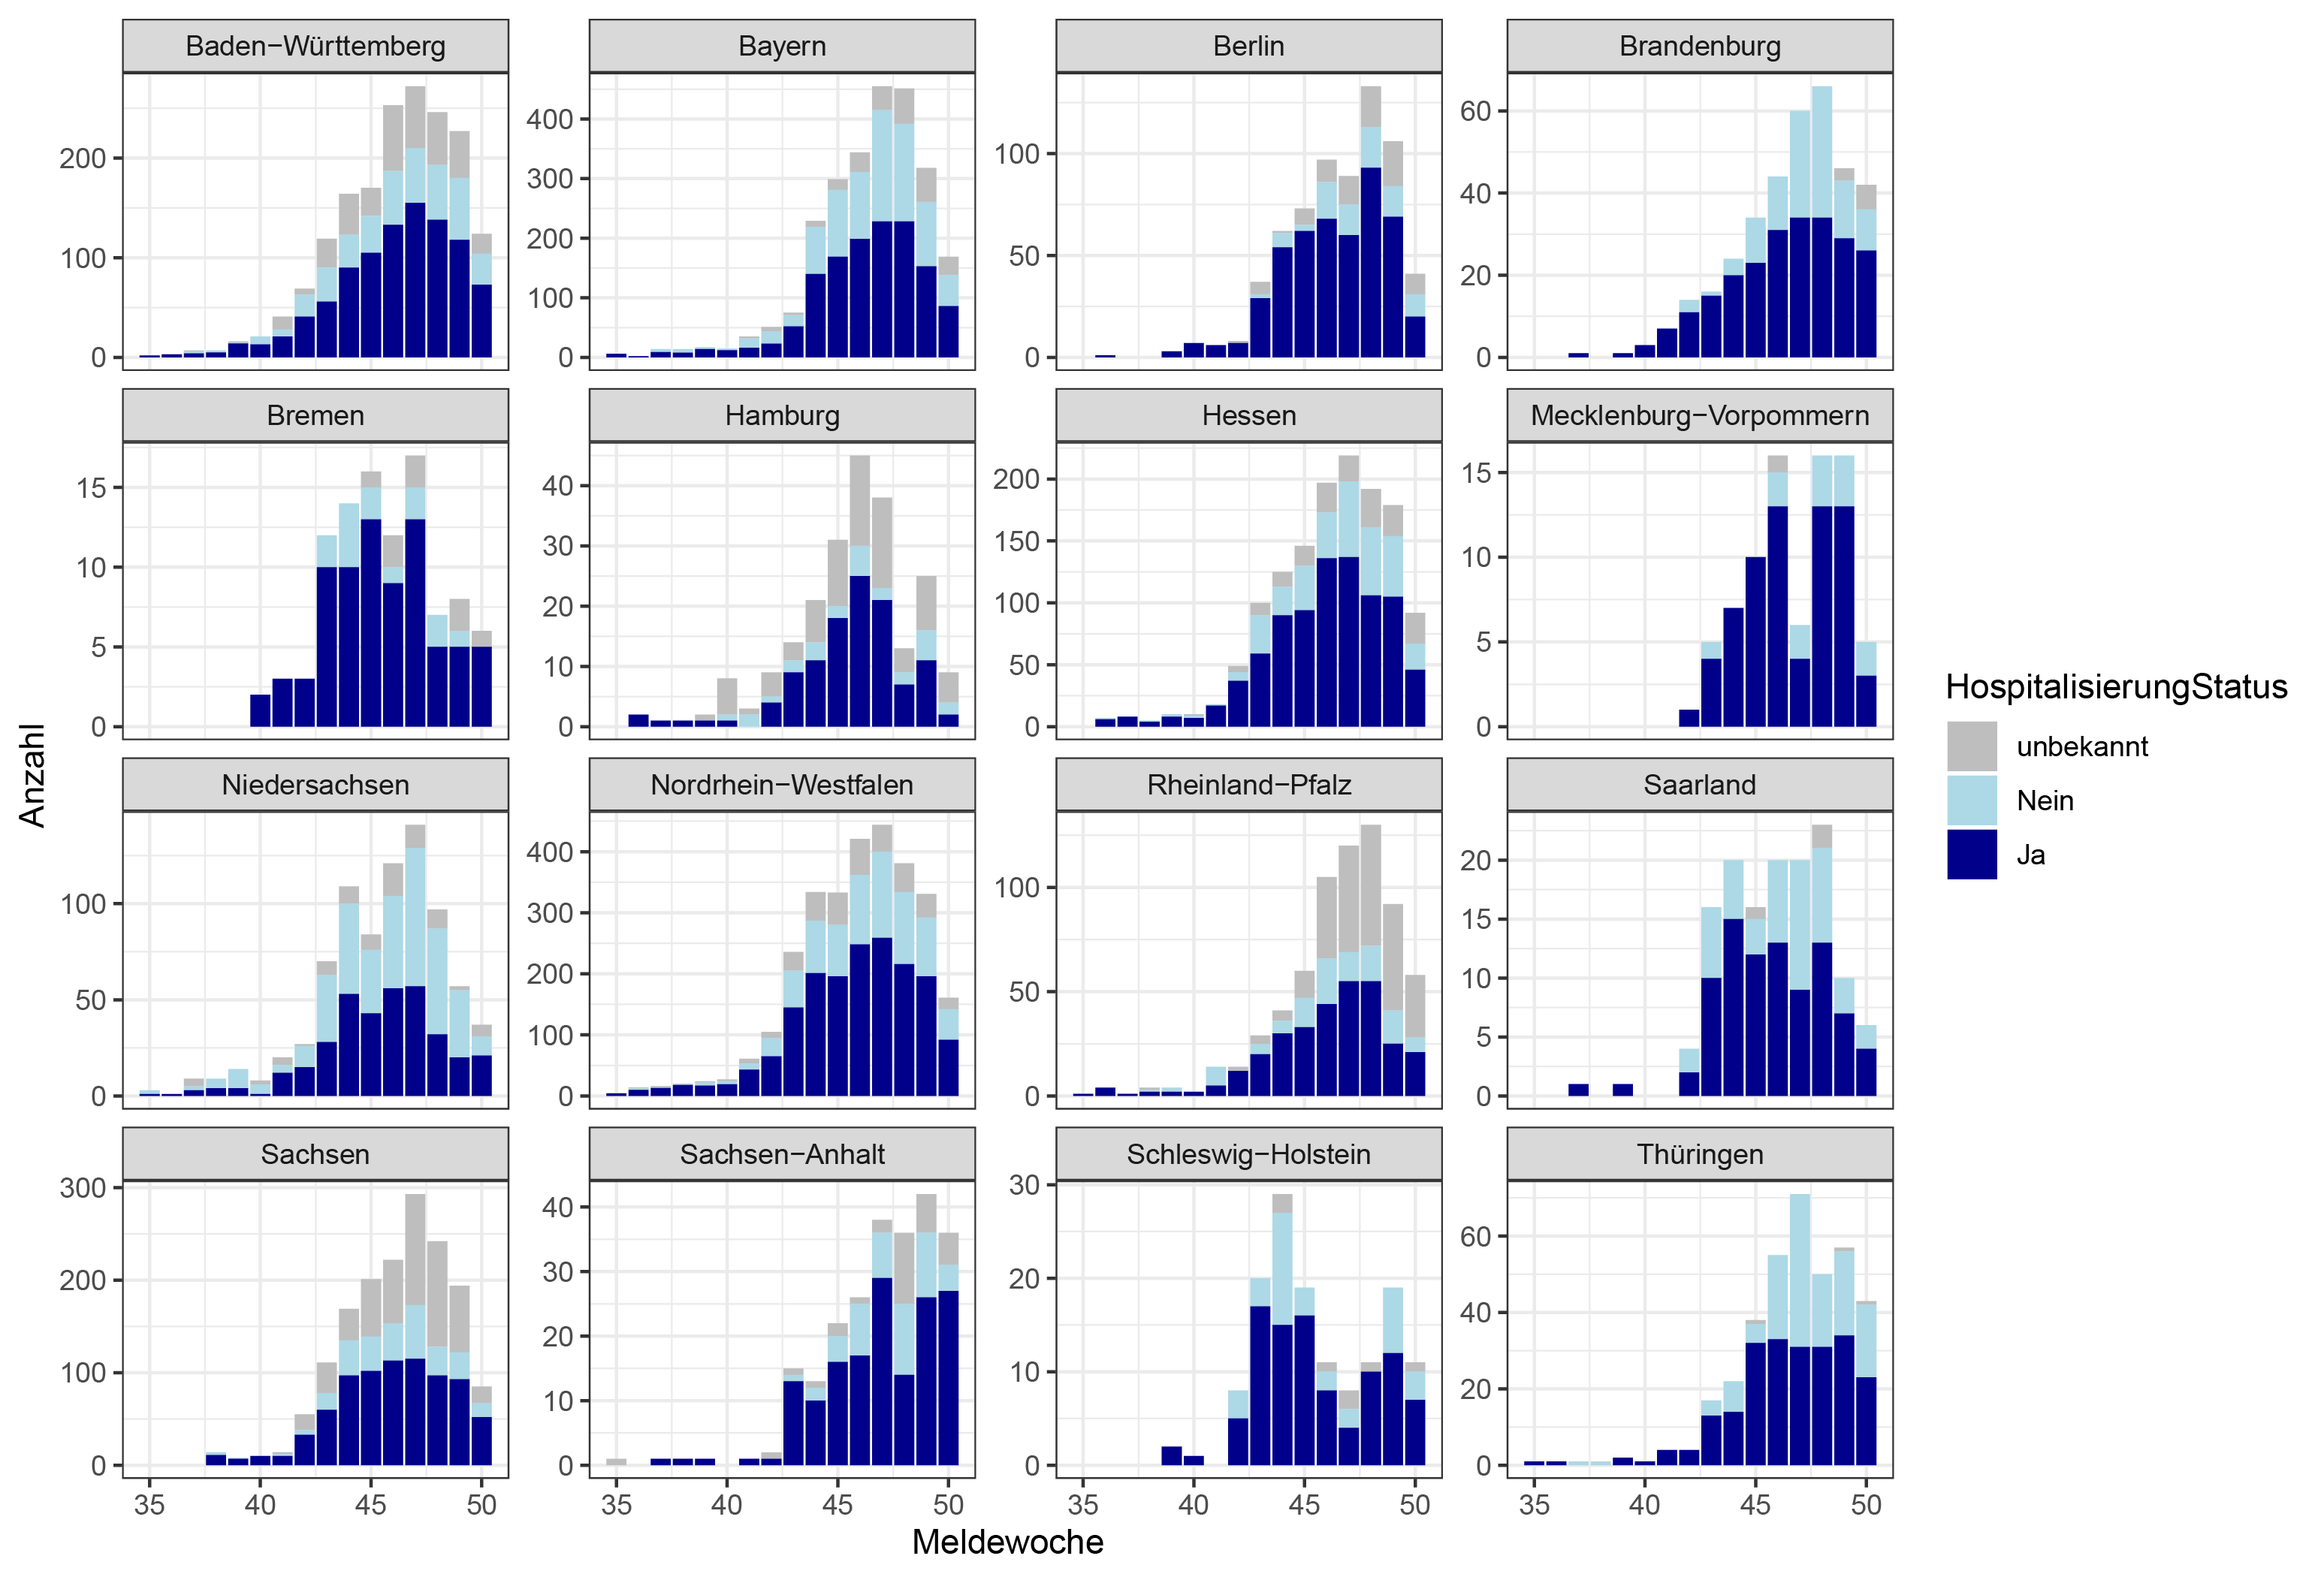 Baden−Württemberg
Bayern
Berlin
Brandenburg
200
100
0
400
300
200
100
0
100
50
0
60
40
20
0
Bremen
Hamburg
Hessen
Mecklenburg−Vorpommern
15
10
5
0
40
30
20
10
0
200
150
100
50
0
15
10
5
0
Niedersachsen
Nordrhein−Westfalen
Rheinland−Pfalz
Saarland
100
50
0
400
300
200
100
0
100
50
0
20
15
10
5
0
Sachsen
Sachsen−Anhalt
Schleswig−Holstein
Thüringen
300
200
100
0
40
30
20
10
0
30
20
10
0
60
40
20
0
35 40 45 50
35 40 45 50
35 40 45 50
35 40 45 50
Meldewoche
Anzahl
HospitalisierungStatus
unbekannt
Nein
Ja